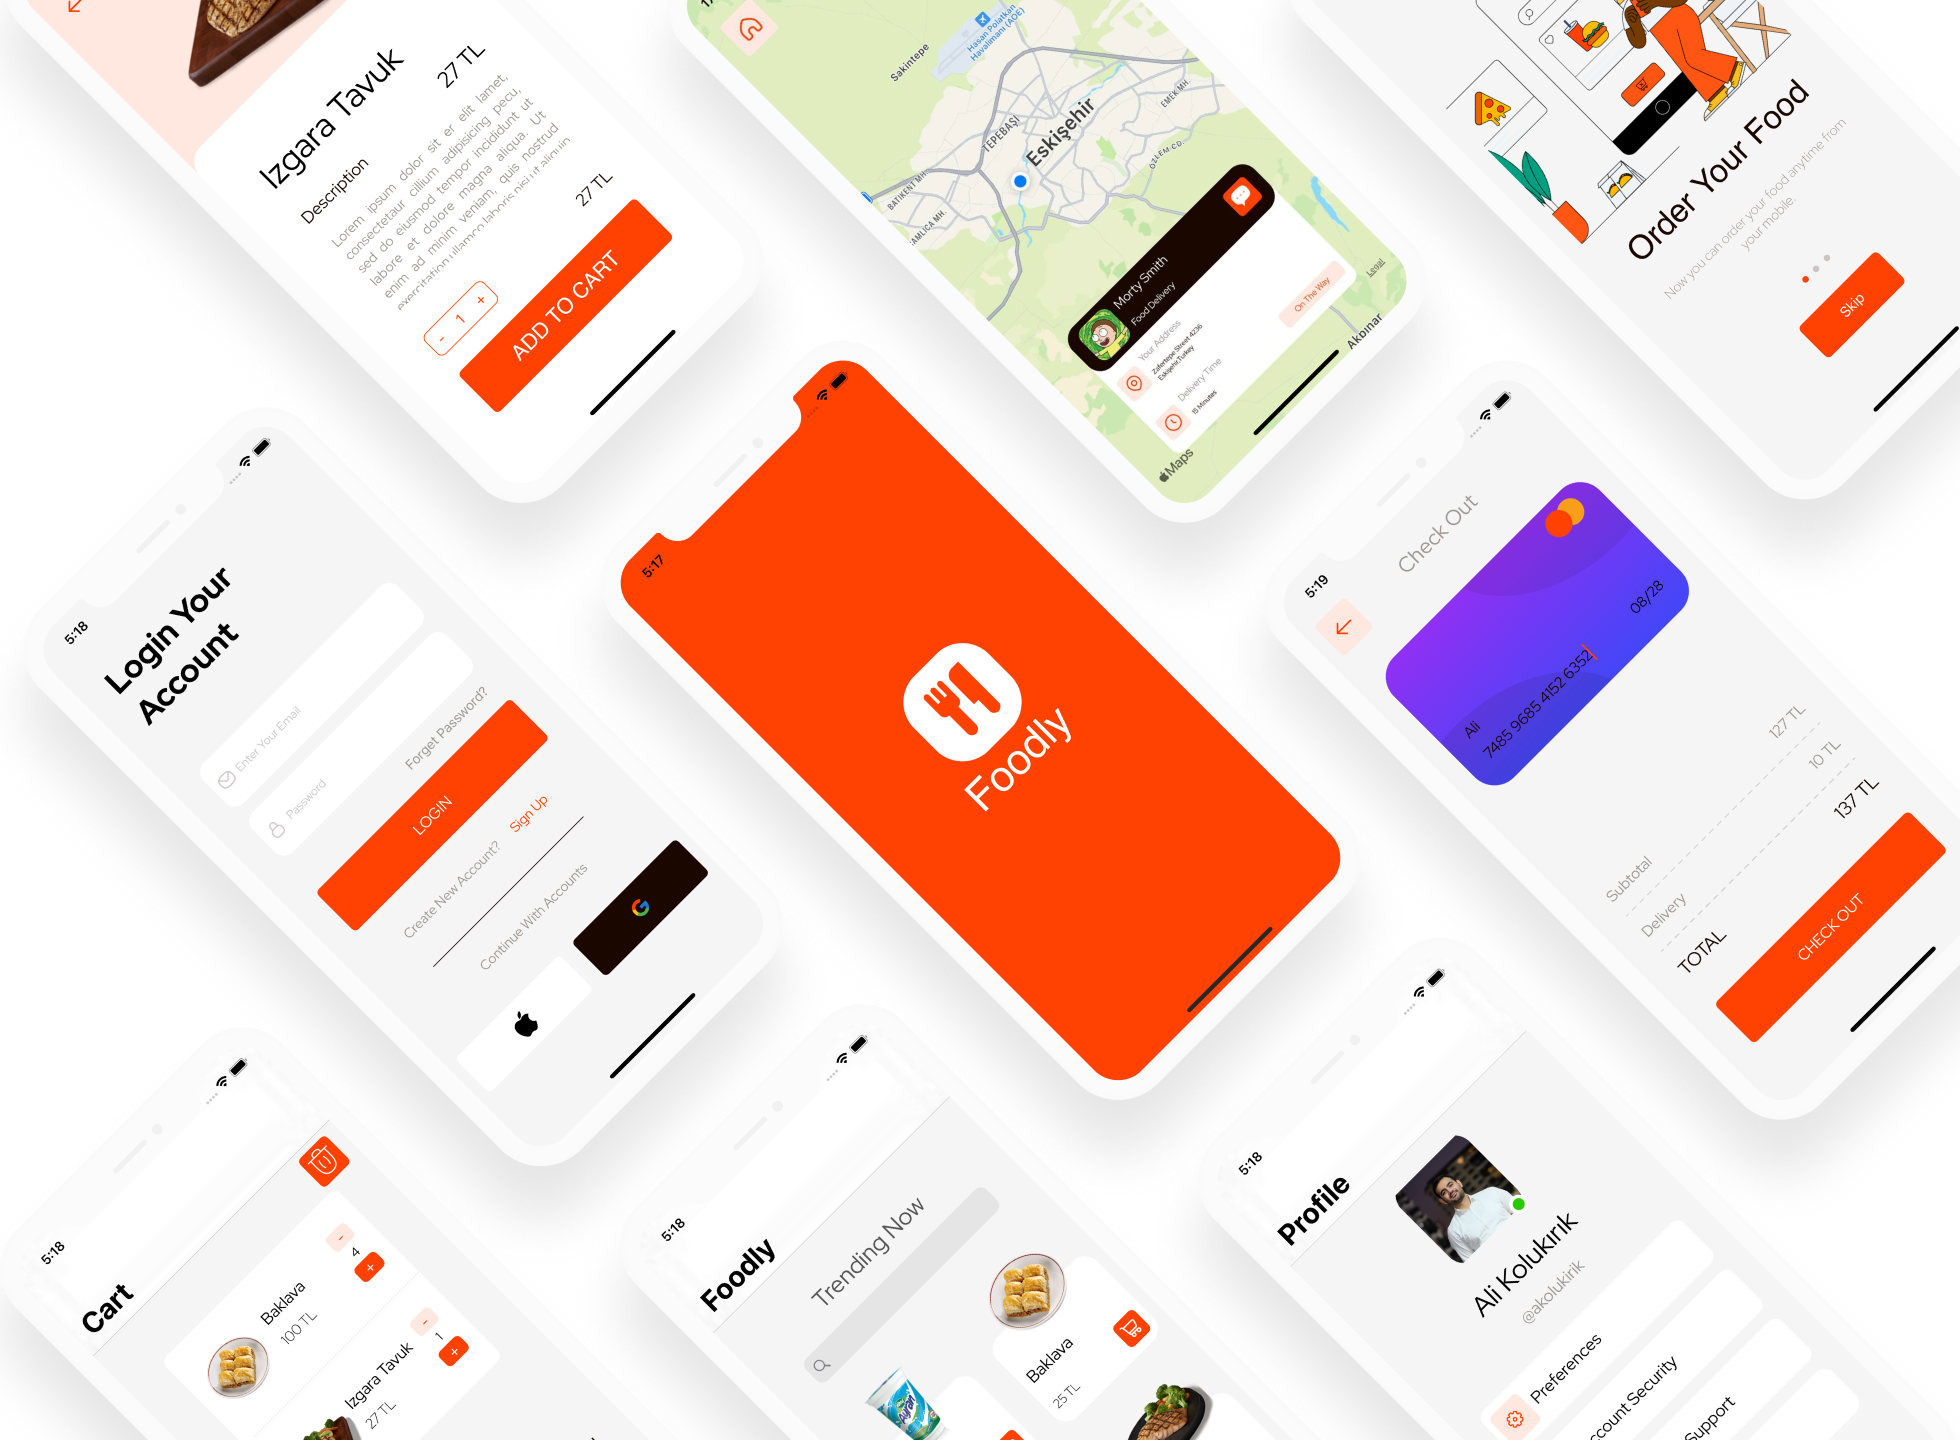 Izgara Tavuk
27 TL
Description
Lorem ipsum dolor sit er elit lamet,
consectetaur cillium adipisicing pecu,
sed do eiusmod tempor incididunt ut
labore et dolore magna aliqua. Ut
enim ad minim veniam, quis nostrud
exercitation ullamco laboris nisi ut aliquip
27 TL
- 1 +
ADD TO CART
Hasan Polatkan
Havalimanı (AOE)
Sakintepe
EMEK MH.
TEPEBAŞI
Eskişehir
ÖZLEM CD.
BATIKENT MH.
ÇAMLICA MH.
Morty Smith
Food Delivery
Your Address
Zafertepe Street 4236
Eskişehir,Turkey
On The Way
Delivery Time
15 Minutes
Akpınar
Legal
Maps
Order Your Food
Now you can order your food anytime from
your mobile.
Skip
5:18
Login Your
Account
Enter Your Email
Password
Forget Password?
LOGIN
Create New Account?
Sign Up
Continue With Accounts
5:17
Foodly
5:19
Check Out
08/28
Ali
7485 9685 4152 6352
Subtotal
127 TL
Delivery
10 TL
TOTAL
137 TL
CHECK OUT
5:18
Cart
Baklava
100 TL
-
4
+
Izgara Tavuk
27 TL
-
1
+
5:18
Foodly
Trending Now
Baklava
25 TL
Ayran
5:18
Profile
Ali Kolukırık
@akolukirik
Preferences
count Security
Support